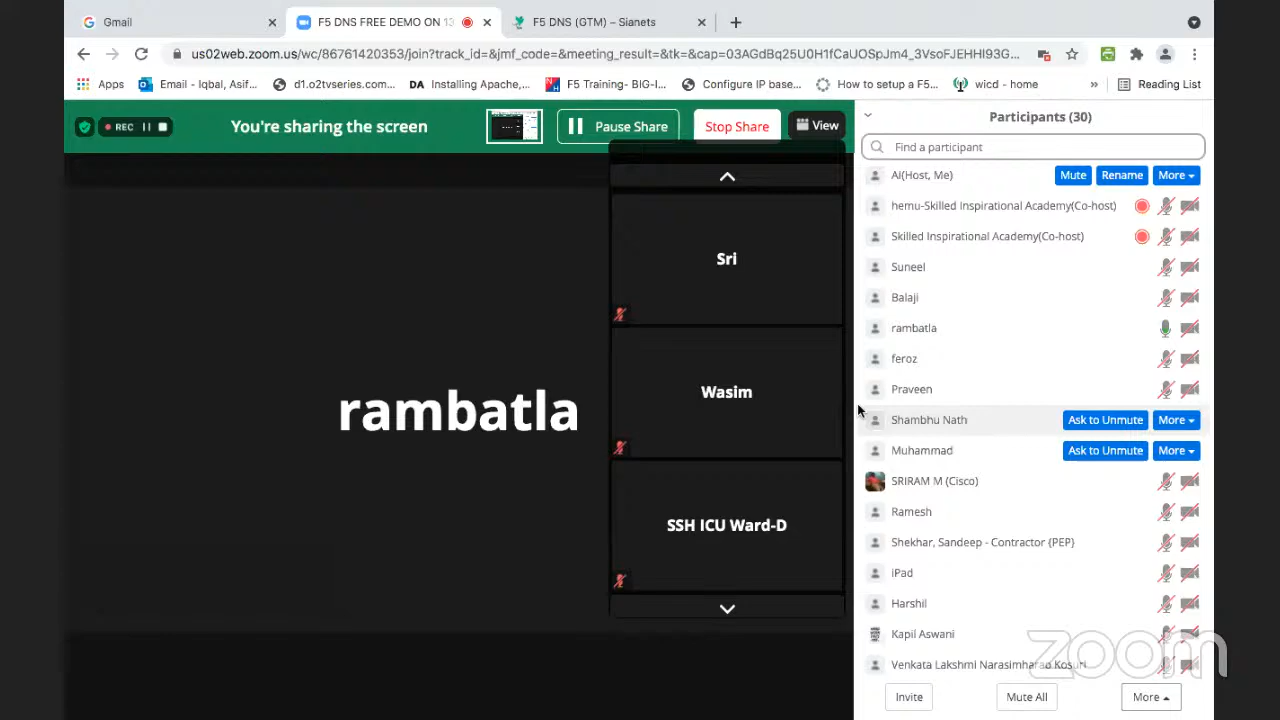 Gmail
F5 DNS FREE DEMO ON 13
F5 DNS (GTM) – Sianets
us02web.zoom.us/wc/86761420353/join?track_id=&jmf_code=&meeting_result=&tk=&cap=03AGdBq25U0H1fCaUOSpJm4_3VsoFJEHHI93G...
Apps
Email - Iqbal, Asif...
d1.o2tvseries.com...
DA Installing Apache,...
F5 Training- BIG-I...
Configure IP base...
How to setup a F5...
wicd - home
»
Reading List
REC
You're sharing the screen
Pause Share
Stop Share
View
Participants (30)
Find a participant
Ai(Host, Me) Mute Rename More
hemu-Skilled Inspirational Academy(Co-host)
Skilled Inspirational Academy(Co-host)
Suneel
Balaji
rambatla
feroz
Praveen
Shambhu Nath Ask to Unmute More
Muhammad Ask to Unmute More
SRIRAM M (Cisco)
Ramesh
Shekhar, Sandeep - Contractor {PEP}
iPad
Harshil
Kapil Aswani
Venkata Lakshmi Narasimharao Kosuri
Invite Mute All More
rambatla
Sri
Wasim
SSH ICU Ward-D
zoom